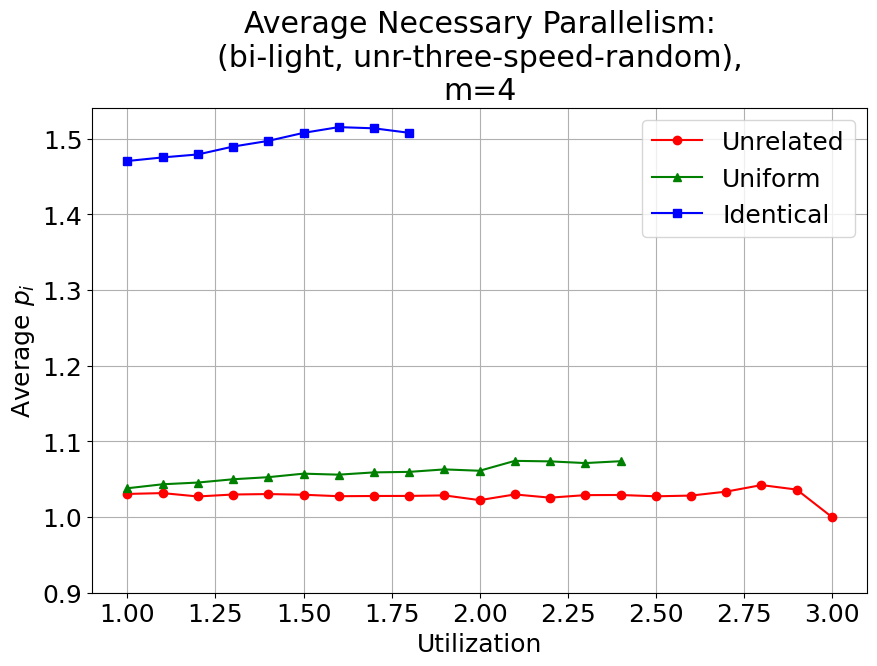 Average Necessary Parallelism:
(bi-light, unr-three-speed-random),
m=4
Unrelated
Uniform
Identical
1.5
1.4
1.3
1.2
1.1
1.0
0.9
Average p_i
1.00 1.25 1.50 1.75 2.00 2.25 2.50 2.75 3.00
Utilization